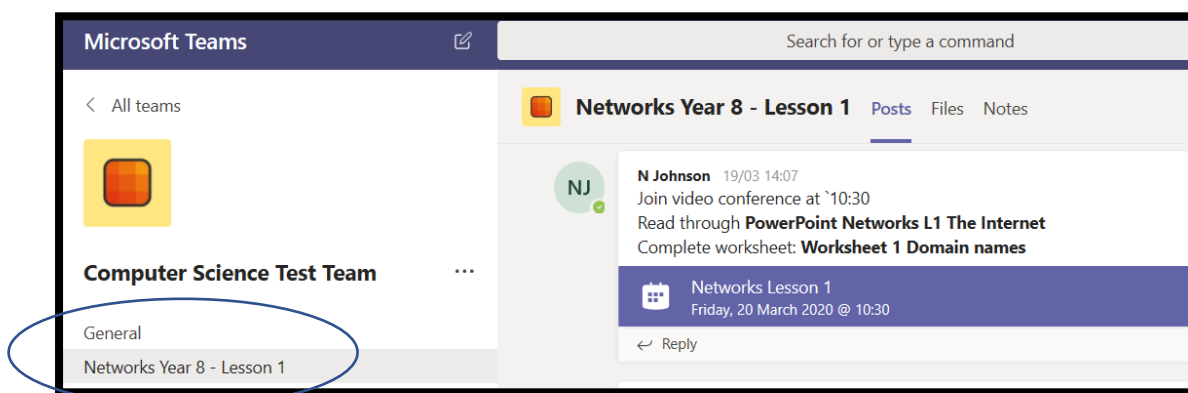 Microsoft Teams
Search for or type a command
All teams
Computer Science Test Team
General
Networks Year 8 - Lesson 1
Networks Year 8 - Lesson 1 Posts Files Notes
NJ
N Johnson 19/03 14:07
Join video conference at `10:30
Read through PowerPoint Networks L1 The Internet
Complete worksheet: Worksheet 1 Domain names
Networks Lesson 1
Friday, 20 March 2020 @ 10:30
Reply